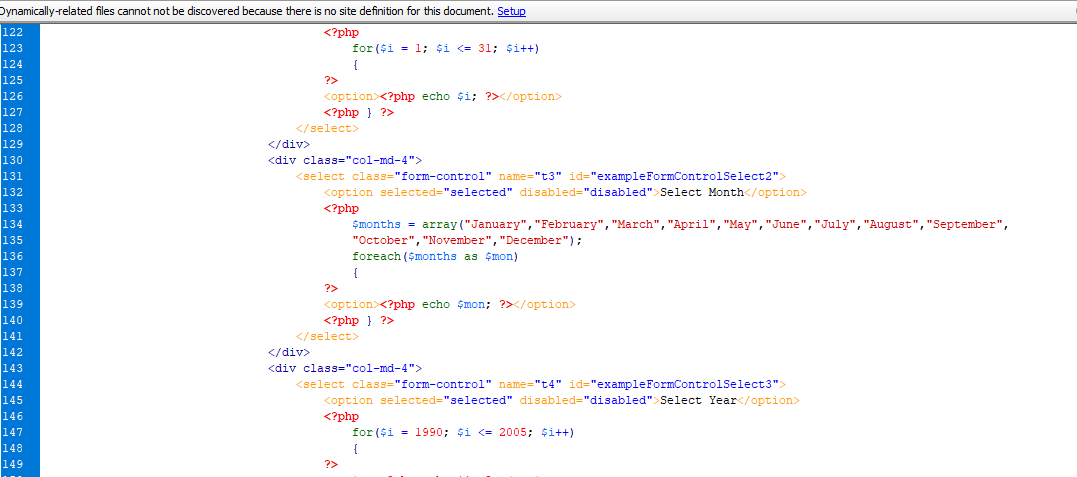 Dynamically-related files cannot not be discovered because there is no site definition for this document. Setup
122 <?php
123 for($i = 1; $i <= 31; $i++)
124 {
125 ?>
126 <option><?php echo $i; ?></option>
127 <?php } ?>
128 </select>
129 </div>
130 <div class="col-md-4">
131 <select class="form-control" name="t3" id="exampleFormControlSelect2">
132 <option selected="selected" disabled="disabled">Select Month</option>
133 <?php
134 $months = array("January","February","March","April","May","June","July","August","September",
135 "October","November","December");
136 foreach($months as $mon)
137 {
138 ?>
139 <option><?php echo $mon; ?></option>
140 <?php } ?>
141 </select>
142 </div>
143 <div class="col-md-4">
144 <select class="form-control" name="t4" id="exampleFormControlSelect3">
145 <option selected="selected" disabled="disabled">Select Year</option>
146 <?php
147 for($i = 1990; $i <= 2005; $i++)
148 {
149 ?>